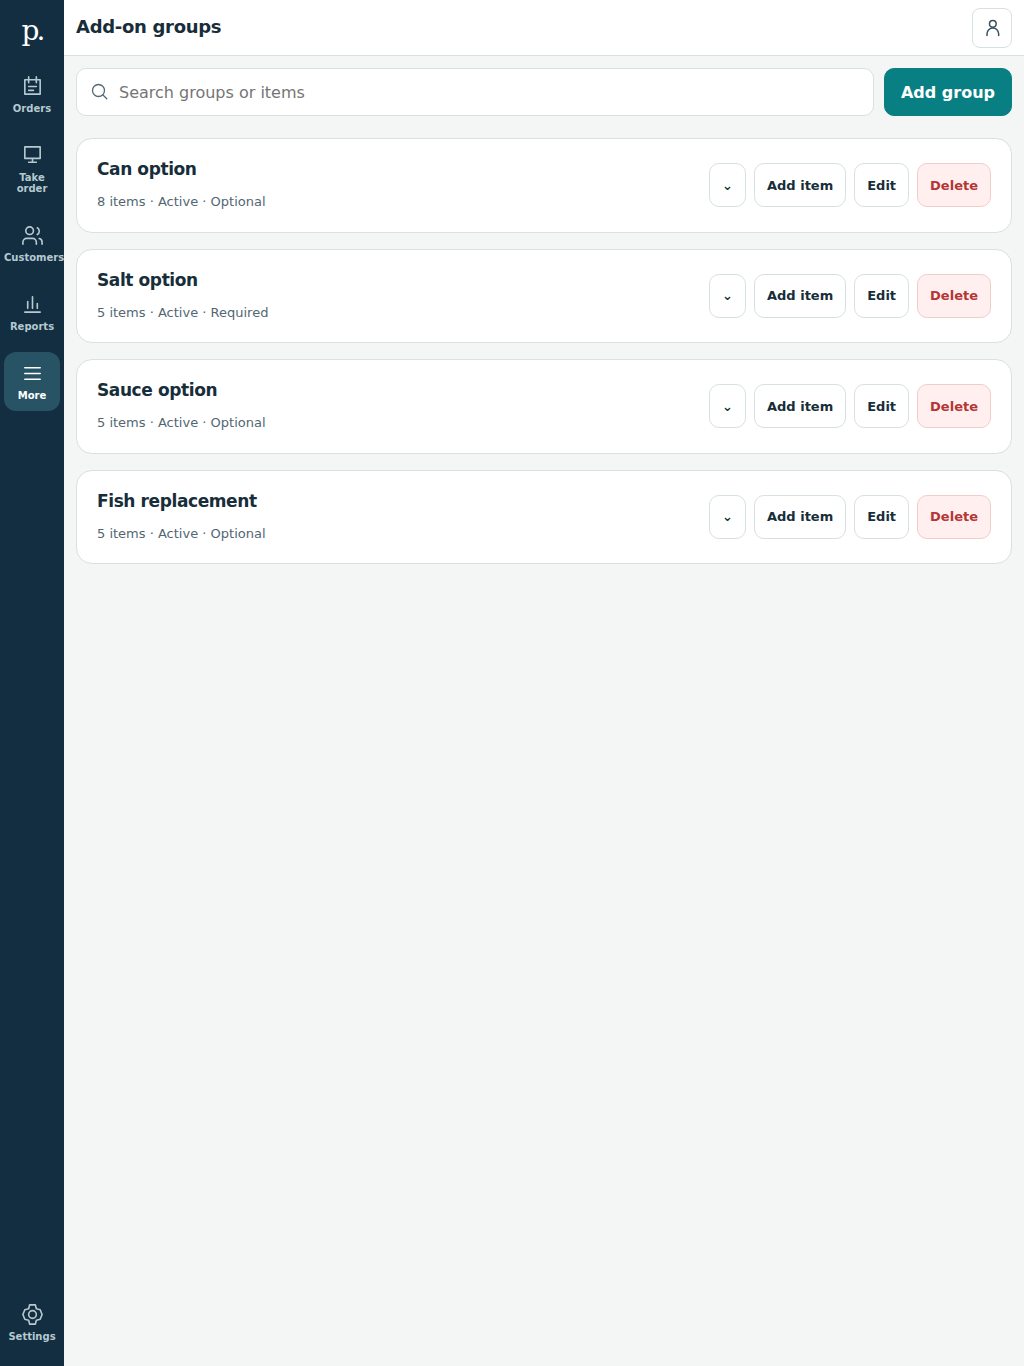 p.
Add-on groups
Orders
Take
order
Customers
Reports
More
Settings
Search groups or items
Add group
Can option
8 items · Active · Optional
⌄
Add item
Edit
Delete
Salt option
5 items · Active · Required
⌄
Add item
Edit
Delete
Sauce option
5 items · Active · Optional
⌄
Add item
Edit
Delete
Fish replacement
5 items · Active · Optional
⌄
Add item
Edit
Delete